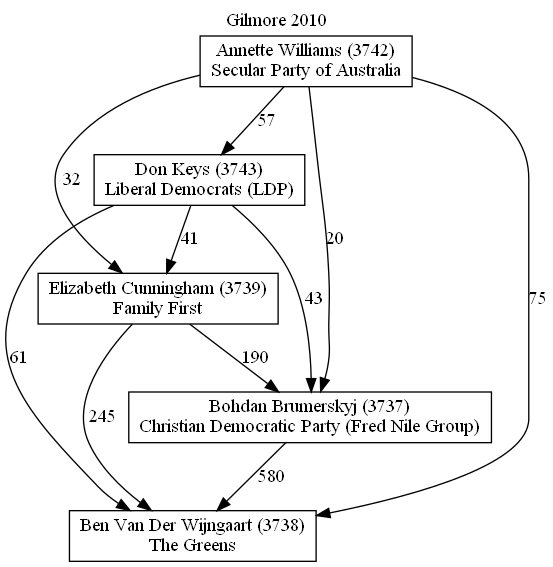 Gilmore 2010
Annette Williams (3742)
Secular Party of Australia
57
Don Keys (3743)
Liberal Democrats (LDP)
32
41
20
Elizabeth Cunningham (3739)
Family First
43
75
61
190
Bohdan Brumerskyj (3737)
Christian Democratic Party (Fred Nile Group)
245
580
Ben Van Der Wijngaart (3738)
The Greens